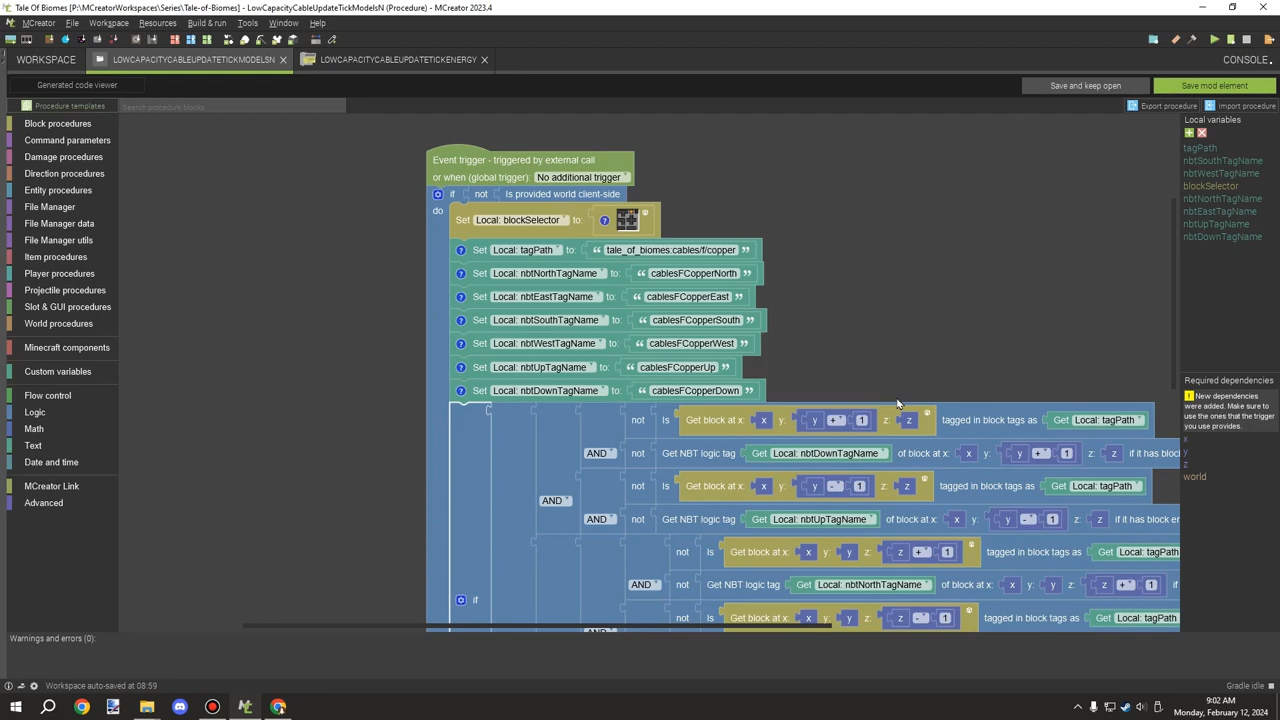 Tale Of Biomes [P:\MCreatorWorkspaces\Series\Tale-of-Biomes] - LowCapacityCableUpdateTickModelsN (Procedure) - MCreator 2023.4
MCreator File Workspace Resources Build & run Tools Window Help
WORKSPACE LOWCAPACITYCABLEUPDATETICKMODELSN LOWCAPACITYCABLEUPDATETICKENERGY CONSOLE
Generated code viewer Save and keep open Save mod element
Procedure templates Search procedure blocks Export procedure Import procedure
Block procedures
Command parameters
Damage procedures
Direction procedures
Entity procedures
File Manager
File Manager data
File Manager utils
Item procedures
Player procedures
Projectile procedures
Slot & GUI procedures
World procedures
Minecraft components
Custom variables
Flow control
Logic
Math
Text
Date and time
MCreator Link
Advanced
Event trigger - triggered by external call
or when (global trigger): No additional trigger
if not Is provided world client-side
do
Set Local: blockSelector to:
Set Local: tagPath to: “ tale_of_biomes:cables/f/copper ”
Set Local: nbtNorthTagName to: “ cablesFCopperNorth ”
Set Local: nbtEastTagName to: “ cablesFCopperEast ”
Set Local: nbtSouthTagName to: “ cablesFCopperSouth ”
Set Local: nbtWestTagName to: “ cablesFCopperWest ”
Set Local: nbtUpTagName to: “ cablesFCopperUp ”
Set Local: nbtDownTagName to: “ cablesFCopperDown ”
not Is Get block at x: x y: y + 1 z: z tagged in block tags as Get Local: tagPath
AND not Get NBT logic tag Get Local: nbtDownTagName of block at x: x y: y + 1 z: z if it has block
not Is Get block at x: x y: y - 1 z: z tagged in block tags as Get Local: tagPath
AND
AND not Get NBT logic tag Get Local: nbtUpTagName of block at x: x y: y - 1 z: z if it has block en
not Is Get block at x: x y: y z: z + 1 tagged in block tags as Get Local: tagPath
AND not Get NBT logic tag Get Local: nbtNorthTagName of block at x: x y: y z: z + 1 if
if
not Is Get block at x: x y: y z: z - 1 tagged in block tags as Get Local: tagPath
Local variables
tagPath
nbtSouthTagName
nbtWestTagName
blockSelector
nbtNorthTagName
nbtEastTagName
nbtUpTagName
nbtDownTagName
Required dependencies
New dependencies
were added. Make sure to
use the ones that the trigger
you use provides.
x
y
z
world
Warnings and errors (0):
Workspace auto-saved at 08:59 Gradle idle
9:02 AM
Monday, February 12, 2024